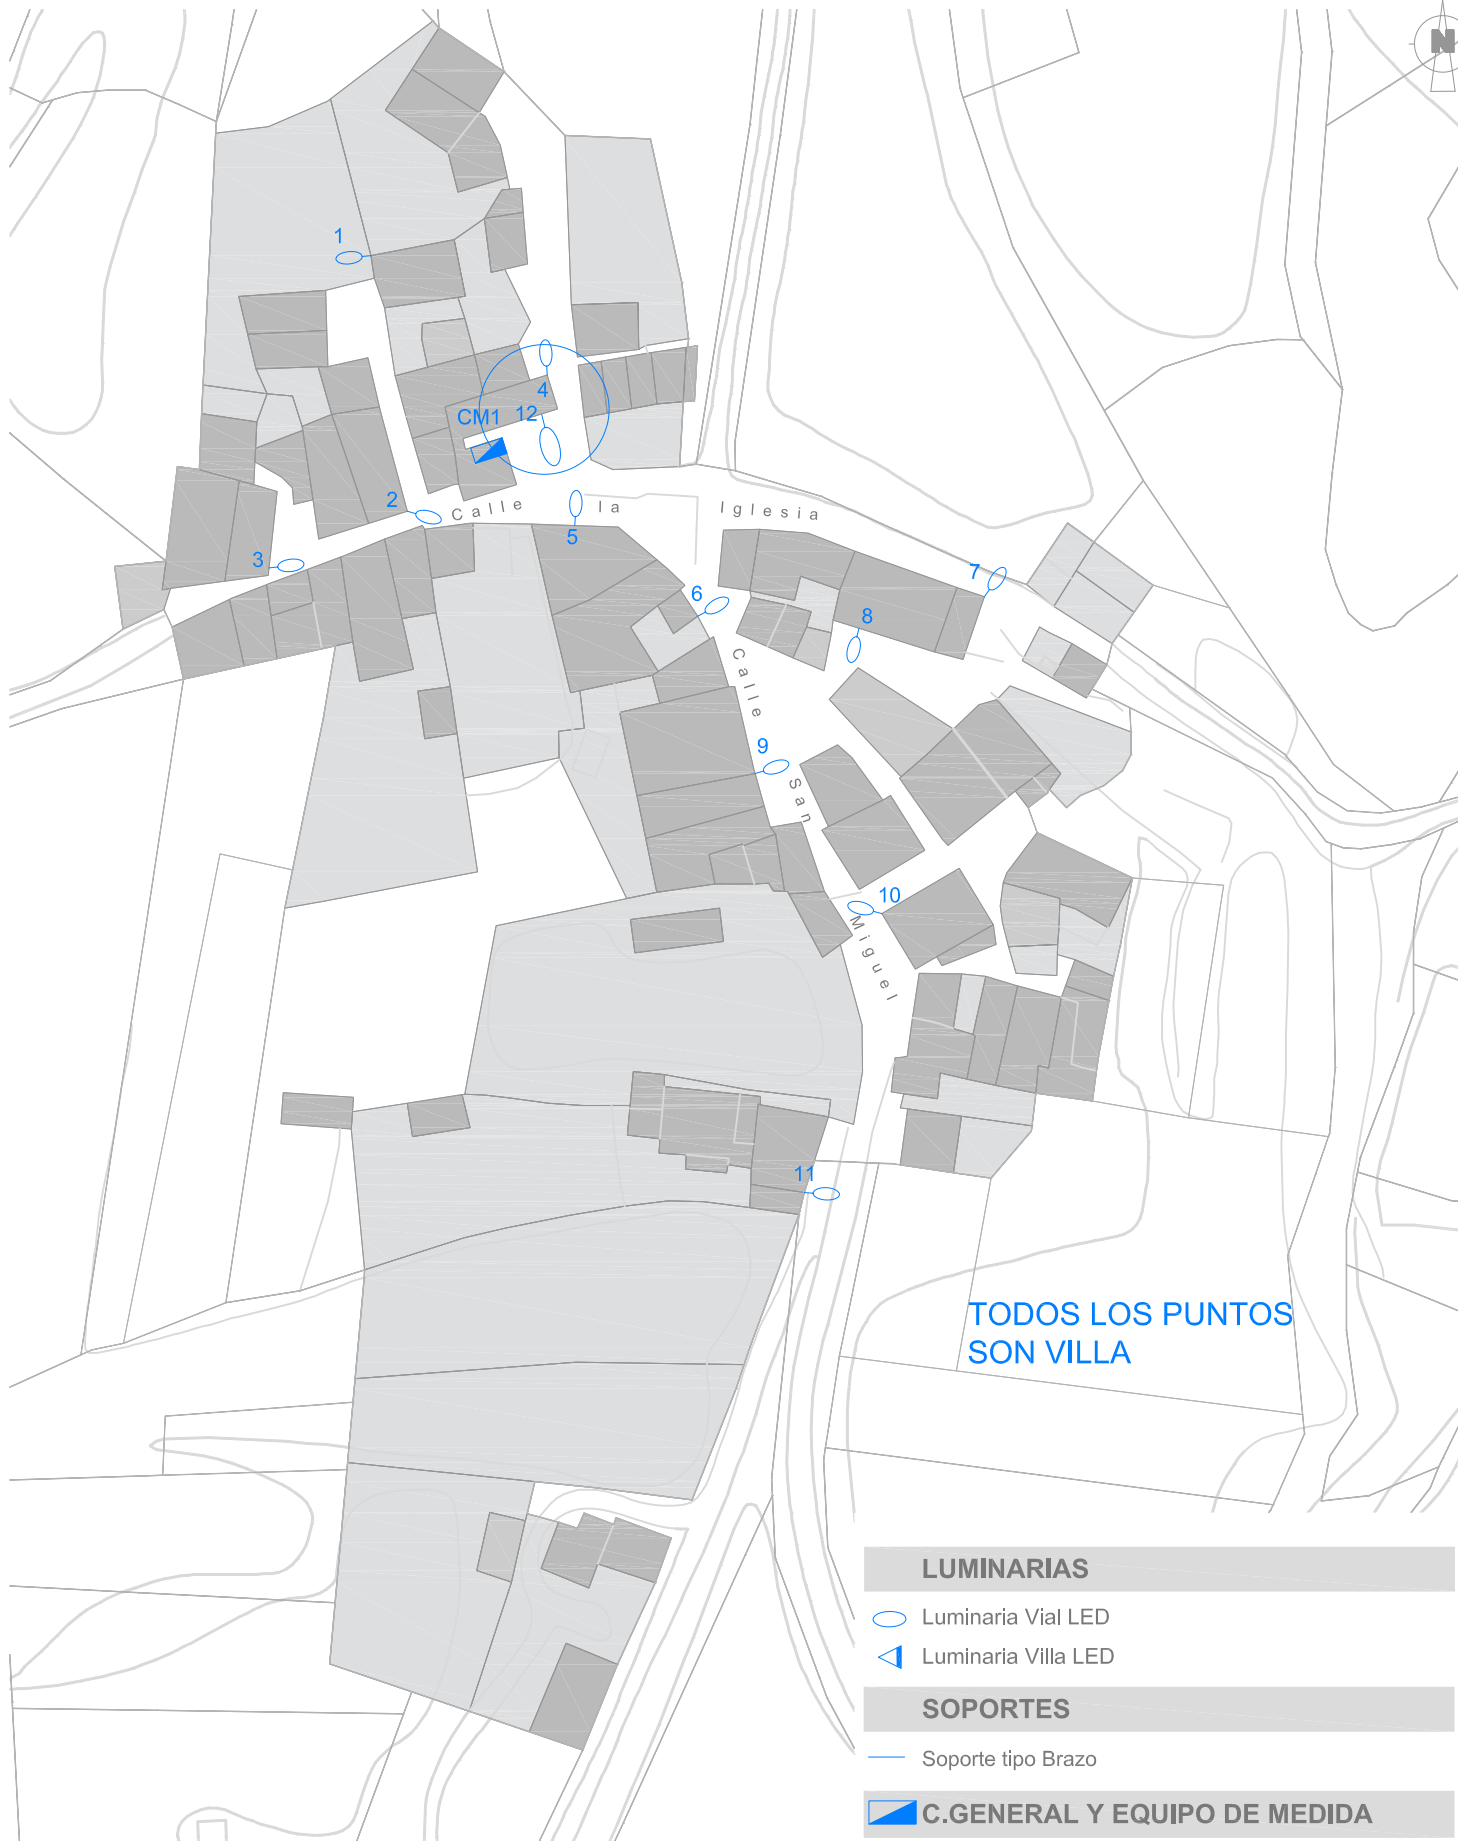 N
1
4
CM1 12
2
Calle la Iglesia
5
3
7
6
8
Calle San Miguel
9
10
11
TODOS LOS PUNTOS
SON VILLA
LUMINARIAS
Luminaria Vial LED
Luminaria Villa LED
SOPORTES
Soporte tipo Brazo
C.GENERAL Y EQUIPO DE MEDIDA